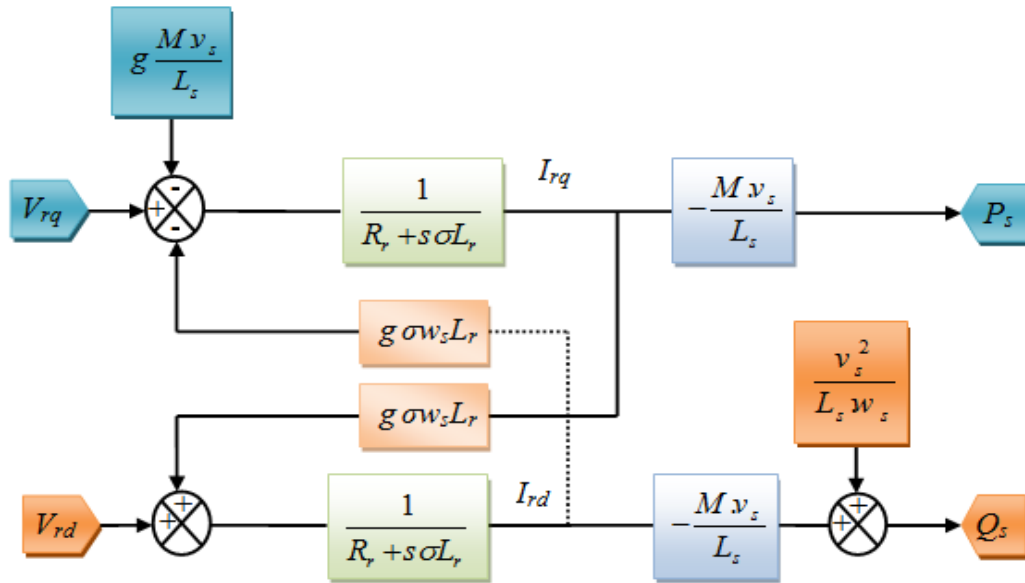 g M v_s / L_s
V_rq
+
-
-
1 / R_r + s σ L_r
I_rq
- M v_s / L_s
P_s
g σ w_s L_r
g σ w_s L_r
v_s^2 / L_s w_s
V_rd
+
+
1 / R_r + s σ L_r
I_rd
- M v_s / L_s
+
+
Q_s